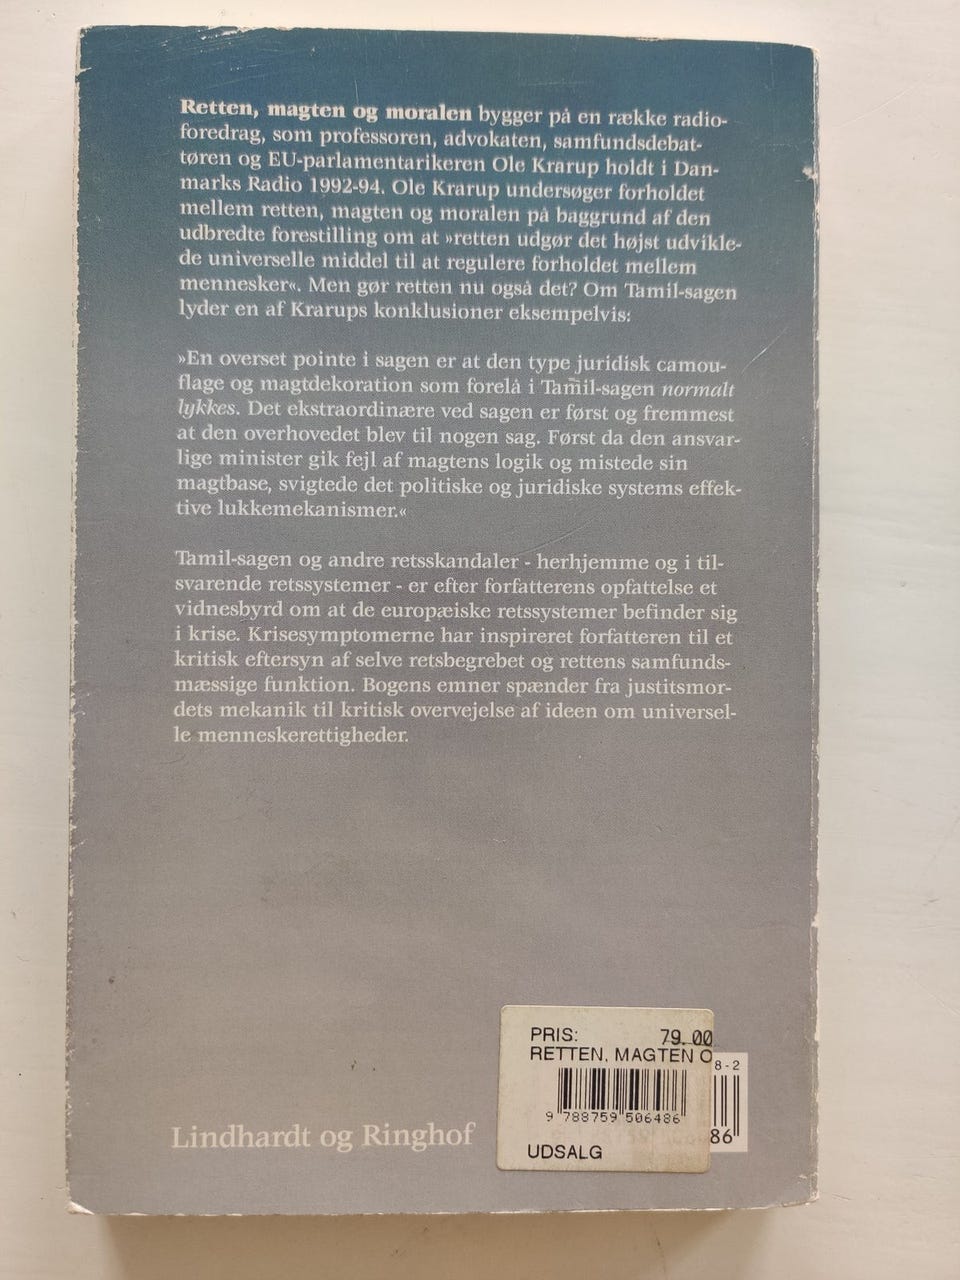 Retten, magten og moralen bygger på en række radio-
foredrag, som professoren, advokaten, samfundsdebat-
tøren og EU-parlamentarikeren Ole Krarup holdt i Dan-
marks Radio 1992-94. Ole Krarup undersøger forholdet
mellem retten, magten og moralen på baggrund af den
udbredte forestilling om at »retten udgør det højst udvikle-
de universelle middel til at regulere forholdet mellem
mennesker«. Men gør retten nu også det? Om Tamil-sagen
lyder en af Krarups konklusioner eksempelvis:
»En overset pointe i sagen er at den type juridisk camou-
flage og magtdekoration som forelå i Tamil-sagen normalt
lykkes. Det ekstraordinære ved sagen er først og fremmest
at den overhovedet blev til nogen sag. Først da den ansvar-
lige minister gik fejl af magtens logik og mistede sin
magtbase, svigtede det politiske og juridiske systems effek-
tive lukkemekanismer.«
Tamil-sagen og andre retsskandaler - herhjemme og i til-
svarende retssystemer - er efter forfatterens opfattelse et
vidnesbyrd om at de europæiske retssystemer befinder sig
i krise. Krisesymptomerne har inspireret forfatteren til et
kritisk eftersyn af selve retsbegrebet og rettens samfunds-
mæssige funktion. Bogens emner spænder fra justitsmor-
dets mekanik til kritisk overvejelse af ideen om universel-
le menneskerettigheder.
PRIS: 79.00
RETTEN, MAGTEN O
8-2
9 788759 506486
86
UDSALG
Lindhardt og Ringhof